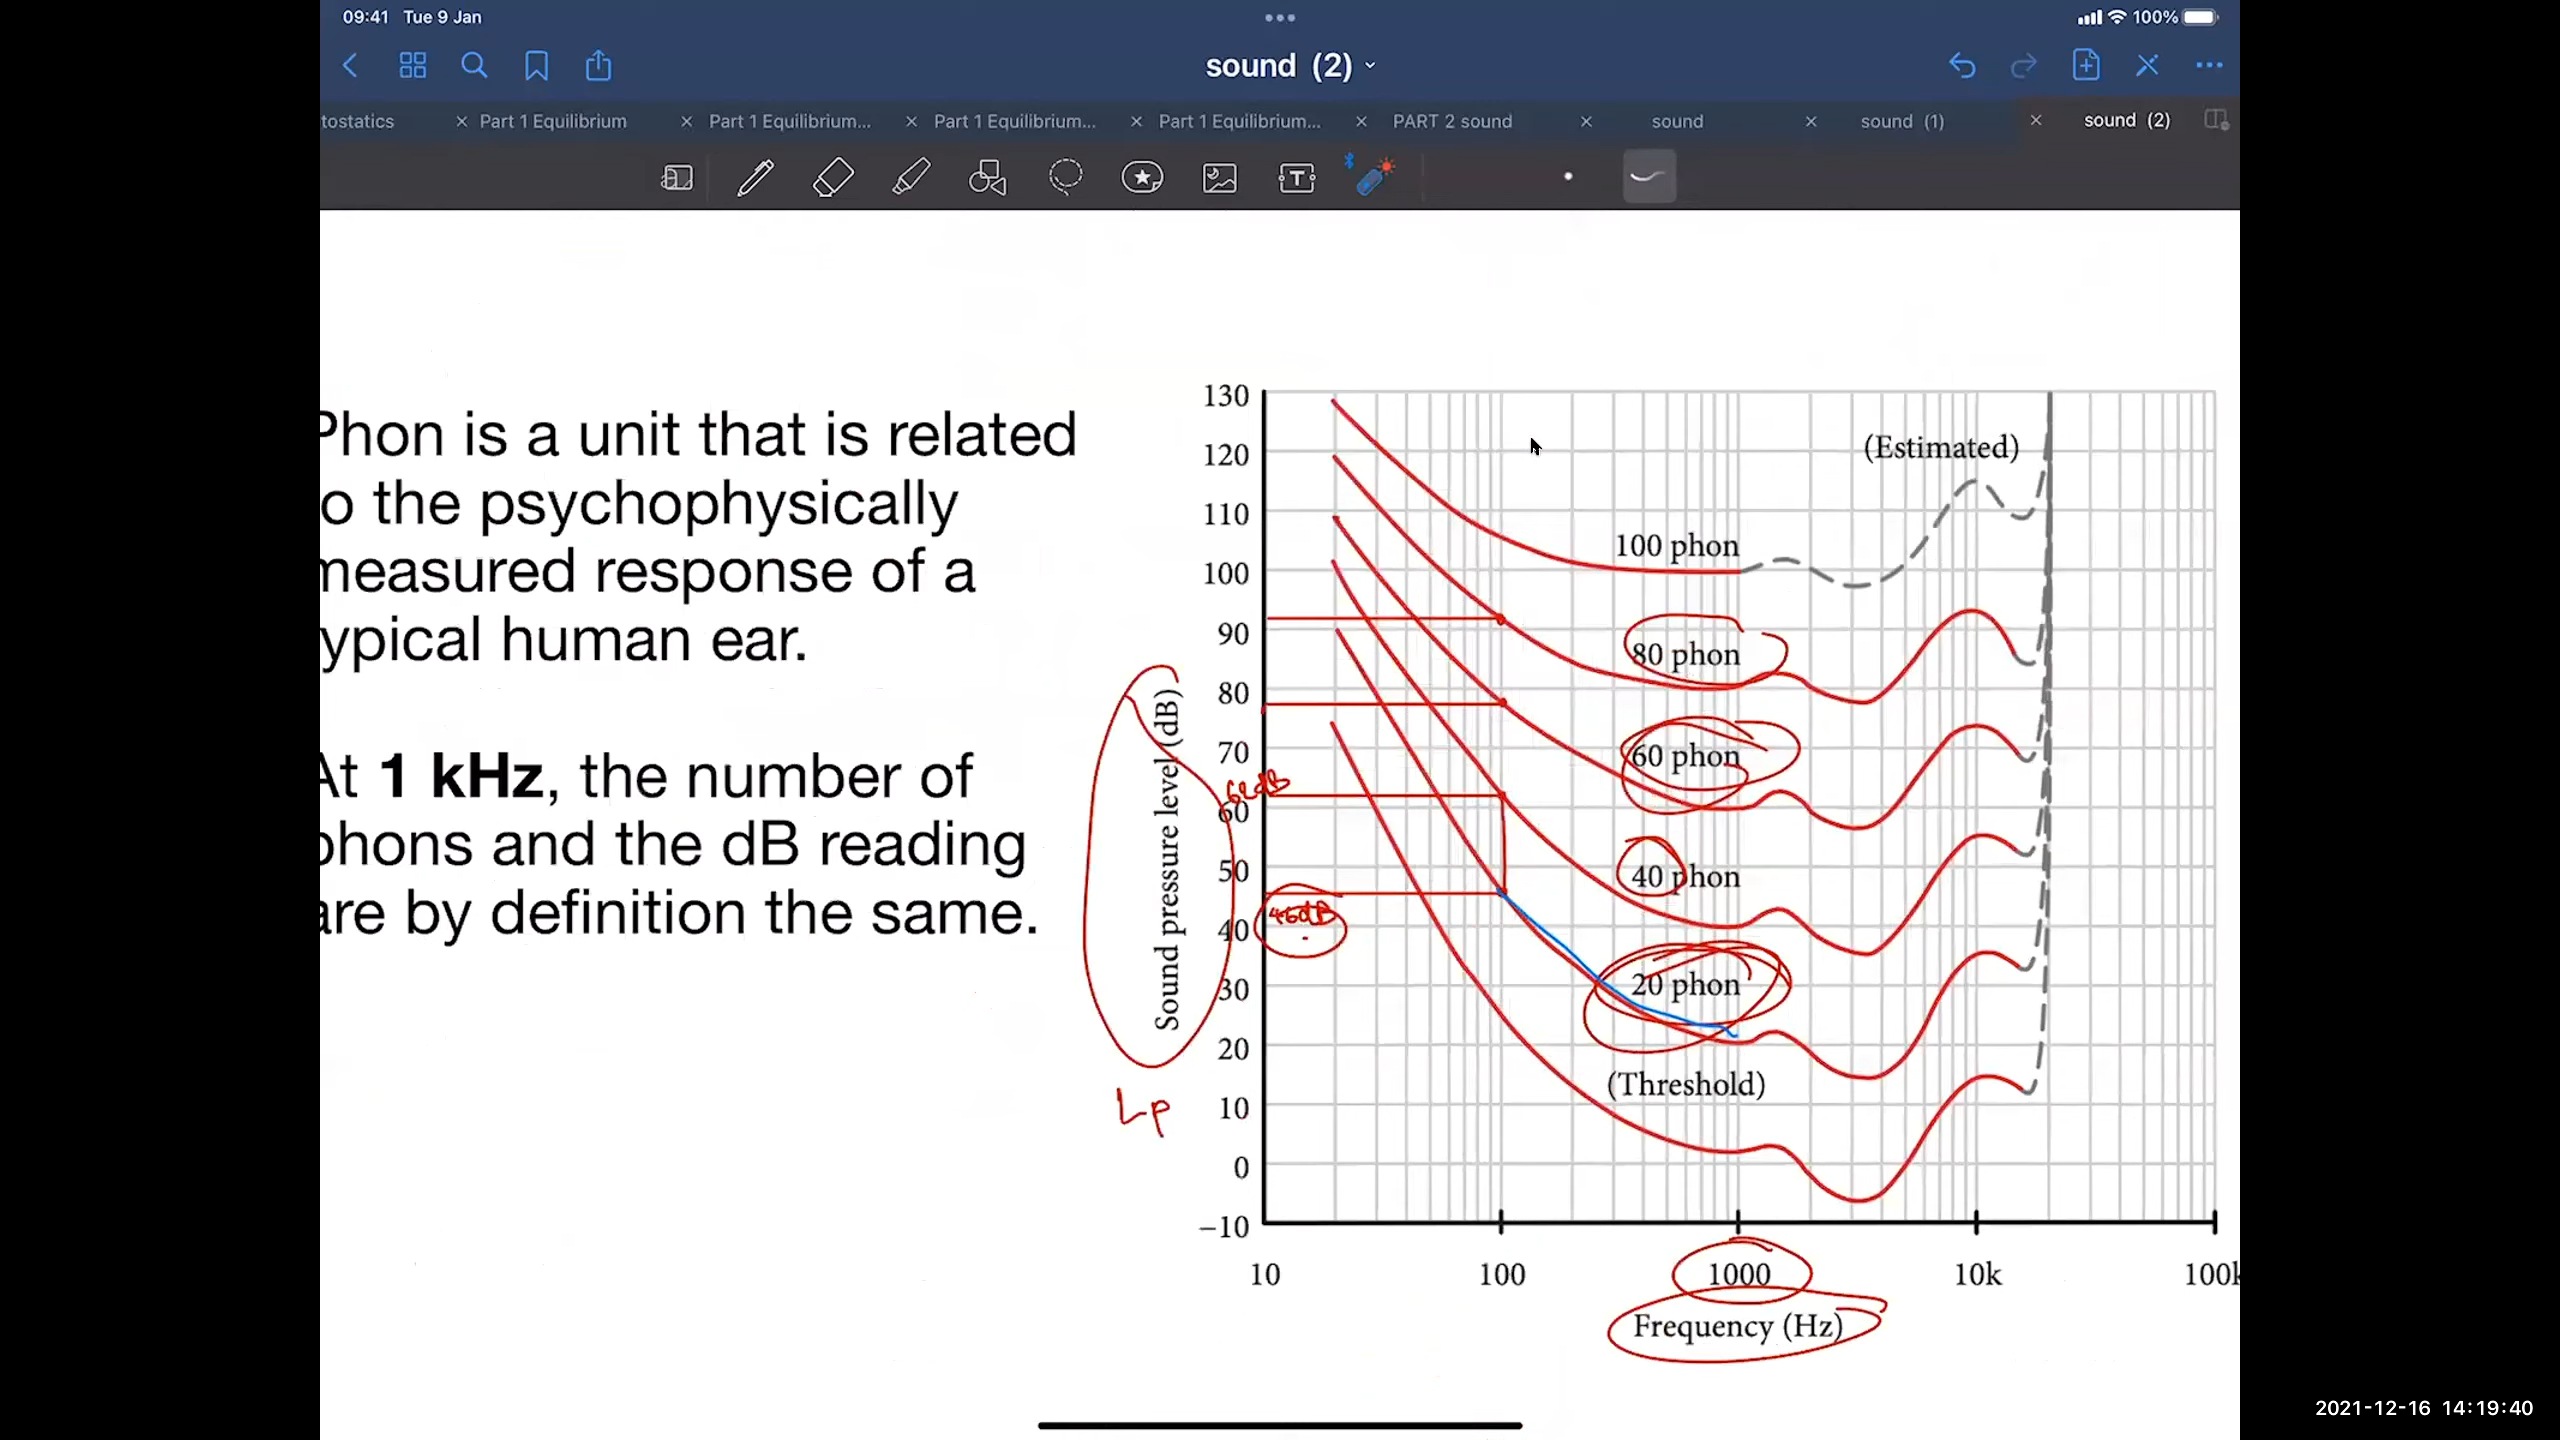 09:41 Tue 9 Jan
100%
sound (2)
tostatics
Part 1 Equilibrium
Part 1 Equilibrium...
Part 1 Equilibrium...
Part 1 Equilibrium...
PART 2 sound
sound
sound (1)
sound (2)
Phon is a unit that is related
o the psychophysically
measured response of a
ypical human ear.
At 1 kHz, the number of
phons and the dB reading
are by definition the same.
Sound pressure level (dB)
Lp
130
120
110
100
90
80
70
60
50
40
30
20
10
0
–10
62dB
46dB
(Estimated)
100 phon
80 phon
60 phon
40 phon
20 phon
(Threshold)
10
100
1000
10k
100k
Frequency (Hz)
2021-12-16 14:19:40